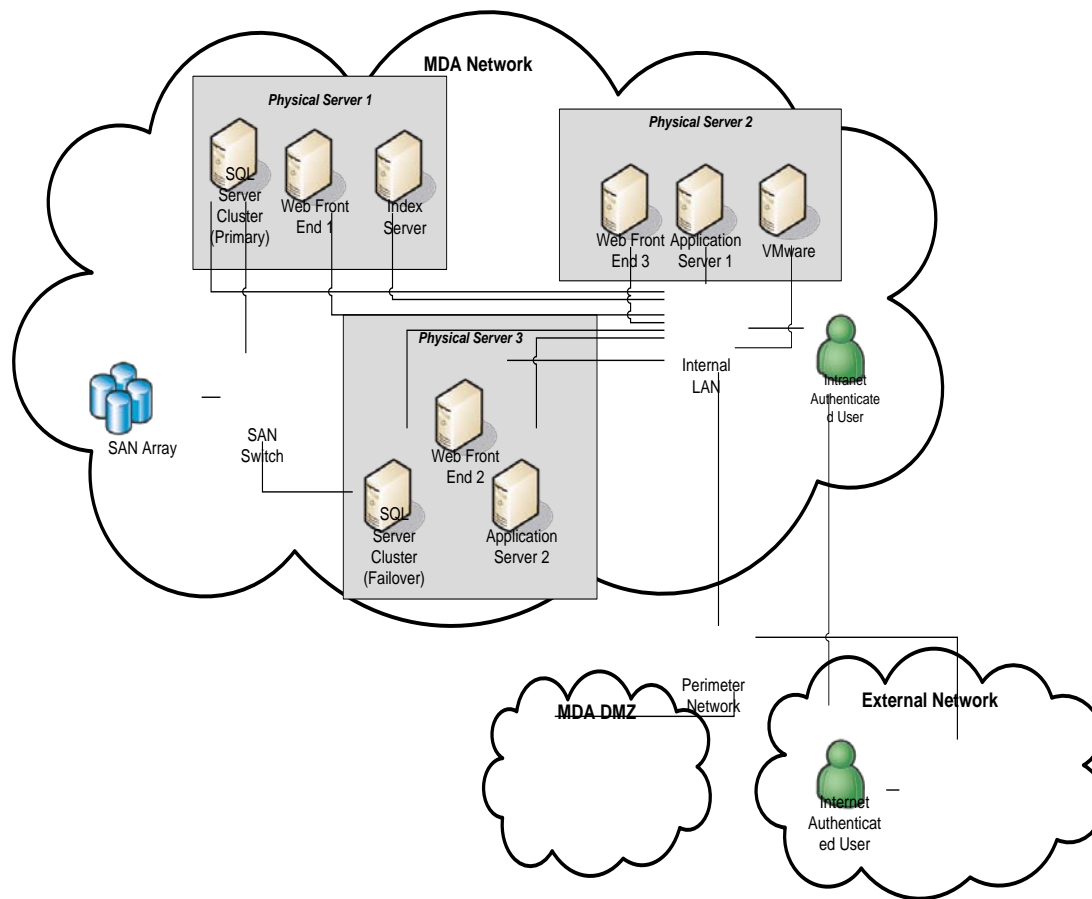 MDA Network
Physical Server 1
SQL
Server
Cluster
(Primary)
Web Front
End 1
Index
Server
Physical Server 2
Web Front
End 3
Application
Server 1
VMware
Physical Server 3
Web Front
End 2
SQL
Server
Cluster
(Failover)
Application
Server 2
SAN Array
SAN
Switch
Internal
LAN
Intranet
Authenticate
d User
Perimeter
Network
MDA DMZ
External Network
Internet
Authenticat
ed User